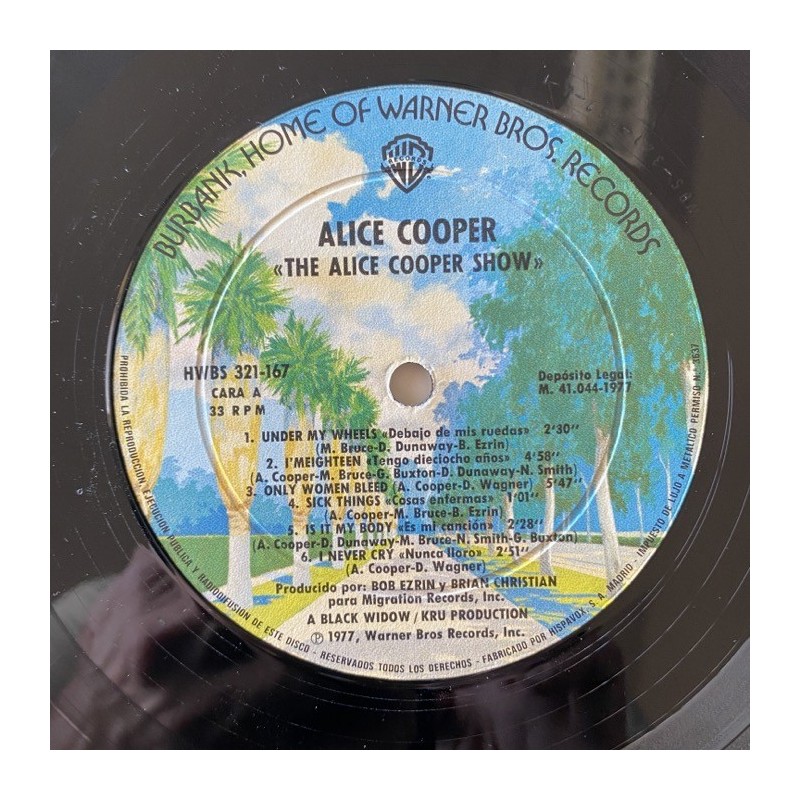 BURBANK, HOME OF WARNER BROS. RECORDS
RECORDS
ALICE COOPER
«THE ALICE COOPER SHOW»
HWBS 321-167
CARA A
33 RPM
Depósito Legal:
M. 41.044-1977
1. UNDER MY WHEELS «Debajo de mis ruedas» 2'30''
(M. Bruce-D. Dunaway-B. Ezrin)
2. I'MEIGHTEEN «Tengo dieciocho años» 4'58''
(A. Cooper-M. Bruce-G. Buxton-D. Dunaway-N. Smith)
3. ONLY WOMEN BLEED (A. Cooper-D. Wagner) 5'47''
4. SICK THINGS «Cosas enfermas» 1'01''
(A. Cooper-M. Bruce-B. Ezrin)
5. IS IT MY BODY «Es mi canción» 2'28''
(A. Cooper-D. Dunaway-M. Bruce-N. Smith-G. Buxton)
6. I NEVER CRY «Nunca lloro» 2'51''
(A. Cooper-D. Wagner)
Producido por: BOB EZRIN y BRIAN CHRISTIAN
para Migration Records, Inc.
A BLACK WIDOW / KRU PRODUCTION
℗ 1977, Warner Bros Records, Inc.
PROHIBIDA LA REPRODUCCION, EJECUCION PUBLICA Y RADIODIFUSION DE ESTE DISCO - RESERVADOS TODOS LOS DERECHOS - FABRICADO POR HISPAVOX, S. A. MADRID - IMPUESTO DE LUJO A METALICO PERMISO N.° 3637